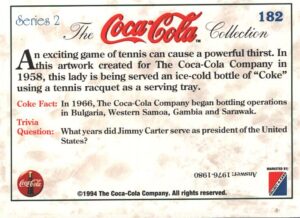 Series 2
The Coca-Cola Collection
182
An exciting game of tennis can cause a powerful thirst. In
this artwork created for The Coca-Cola Company in
1958, this lady is being served an ice-cold bottle of "Coke"
using a tennis racquet as a serving tray.
Coke Fact: In 1966, The Coca-Cola Company began bottling operations
in Bulgaria, Western Samoa, Gambia and Sarawak.
Trivia
Question: What years did Jimmy Carter serve as president of the United
States?
Answer: 1976-1980
MARKETED BY:
Coca-Cola
©1994 The Coca-Cola Company. All rights reserved.